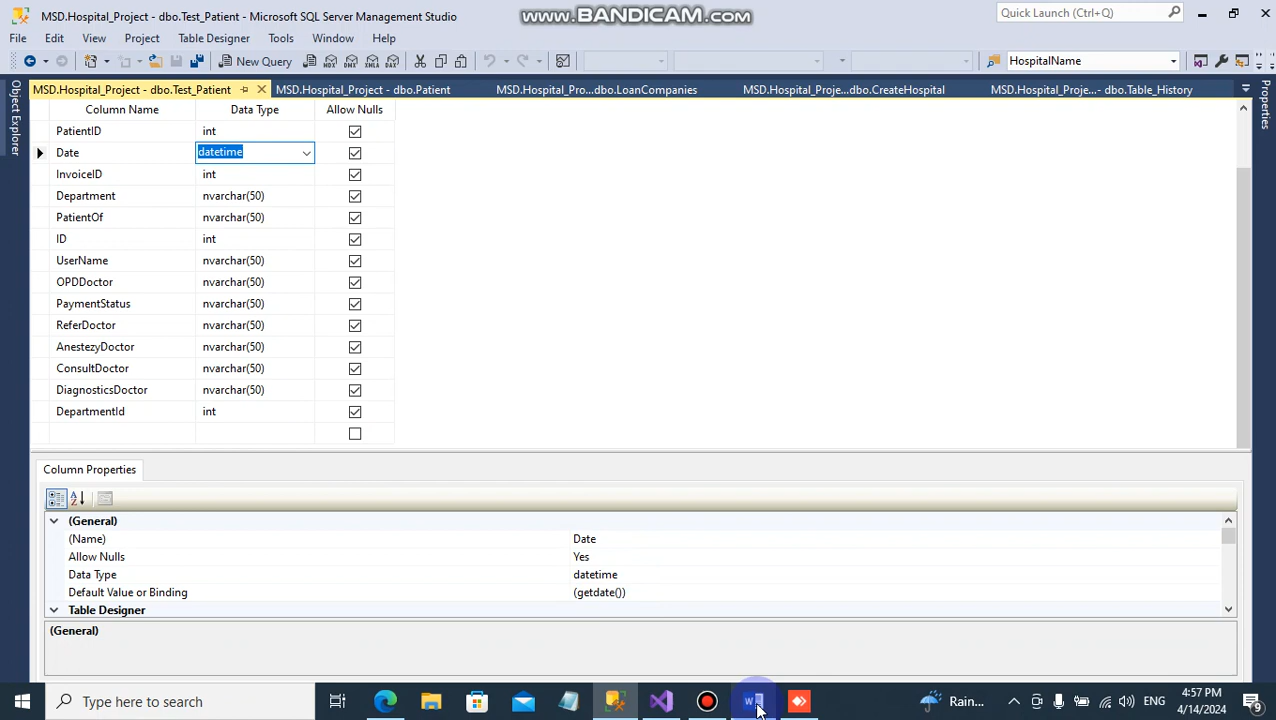 MSD.Hospital_Project - dbo.Test_Patient - Microsoft SQL Server Management Studio
www.BANDICAM.com
Quick Launch (Ctrl+Q)
File Edit View Project Table Designer Tools Window Help
New Query
HospitalName
MSD.Hospital_Project - dbo.Test_Patient
MSD.Hospital_Project - dbo.Patient
MSD.Hospital_Pro...dbo.LoanCompanies
MSD.Hospital_Proje...dbo.CreateHospital
MSD.Hospital_Proje...- dbo.Table_History
Object Explorer
Properties
Column Name Data Type Allow Nulls
PatientID int
Date datetime
InvoiceID int
Department nvarchar(50)
PatientOf nvarchar(50)
ID int
UserName nvarchar(50)
OPDDoctor nvarchar(50)
PaymentStatus nvarchar(50)
ReferDoctor nvarchar(50)
AnestezyDoctor nvarchar(50)
ConsultDoctor nvarchar(50)
DiagnosticsDoctor nvarchar(50)
DepartmentId int
Column Properties
(General)
(Name) Date
Allow Nulls Yes
Data Type datetime
Default Value or Binding (getdate())
Table Designer
(General)
Type here to search
Rain...
ENG
4:57 PM
4/14/2024
9